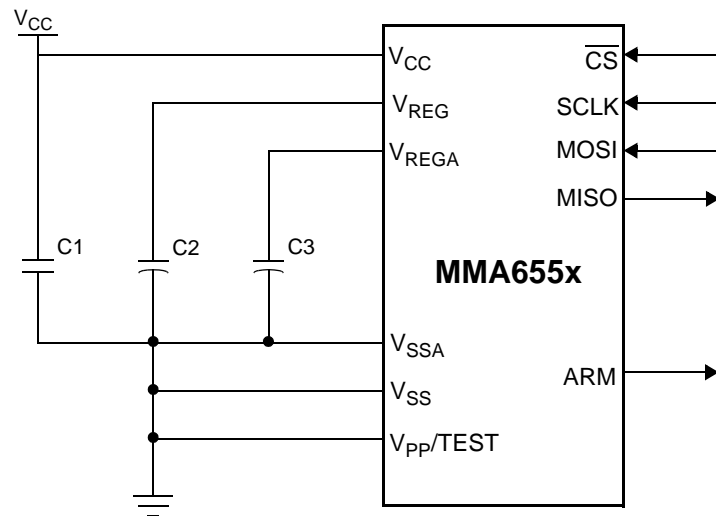 VCC
VCC
CS
VREG
SCLK
VREGA
MOSI
MISO
C1
C2
C3
MMA655x
VSSA
ARM
VSS
VPP/TEST